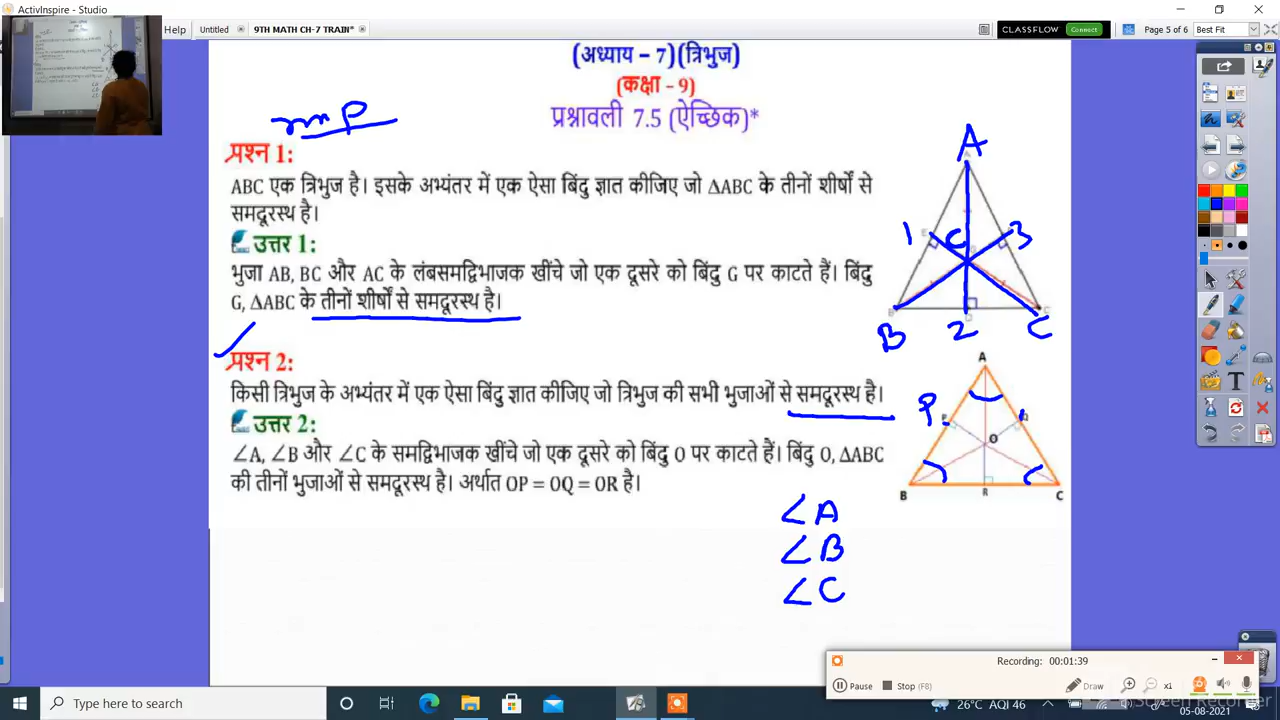 ActivInspire - Studio
Help
Untitled
9TH MATH CH-7 TRAIN*
CLASSFLOW
Connect
Page 5 of 6
Best Fit
(अध्याय – 7)(त्रिभुज)
(कक्षा - 9)
प्रश्नावली 7.5 (ऐच्छिक)*
प्रश्न 1:
ABC एक त्रिभुज है। इसके अभ्यंतर में एक ऐसा बिंदु ज्ञात कीजिए जो ΔABC के तीनों शीर्षों से
समदूरस्थ है।
उत्तर 1:
भुजा AB, BC और AC के लंबसमद्विभाजक खींचे जो एक दूसरे को बिंदु G पर काटते हैं। बिंदु
G, ΔABC के तीनों शीर्षों से समदूरस्थ है।
A
1
G
3
B
2
C
प्रश्न 2:
किसी त्रिभुज के अभ्यंतर में एक ऐसा बिंदु ज्ञात कीजिए जो त्रिभुज की सभी भुजाओं से समदूरस्थ है।
उत्तर 2:
∠A, ∠B और ∠C के समद्विभाजक खींचे जो एक दूसरे को बिंदु O पर काटते हैं। बिंदु O, ΔABC
की तीनों भुजाओं से समदूरस्थ है। अर्थात OP = OQ = OR है।
A
P
Q
O
B
R
C
∠A
∠B
∠C
Recording: 00:01:39
Pause
Stop (F8)
Draw
x1
Type here to search
26°C AQI 46
05-08-2021